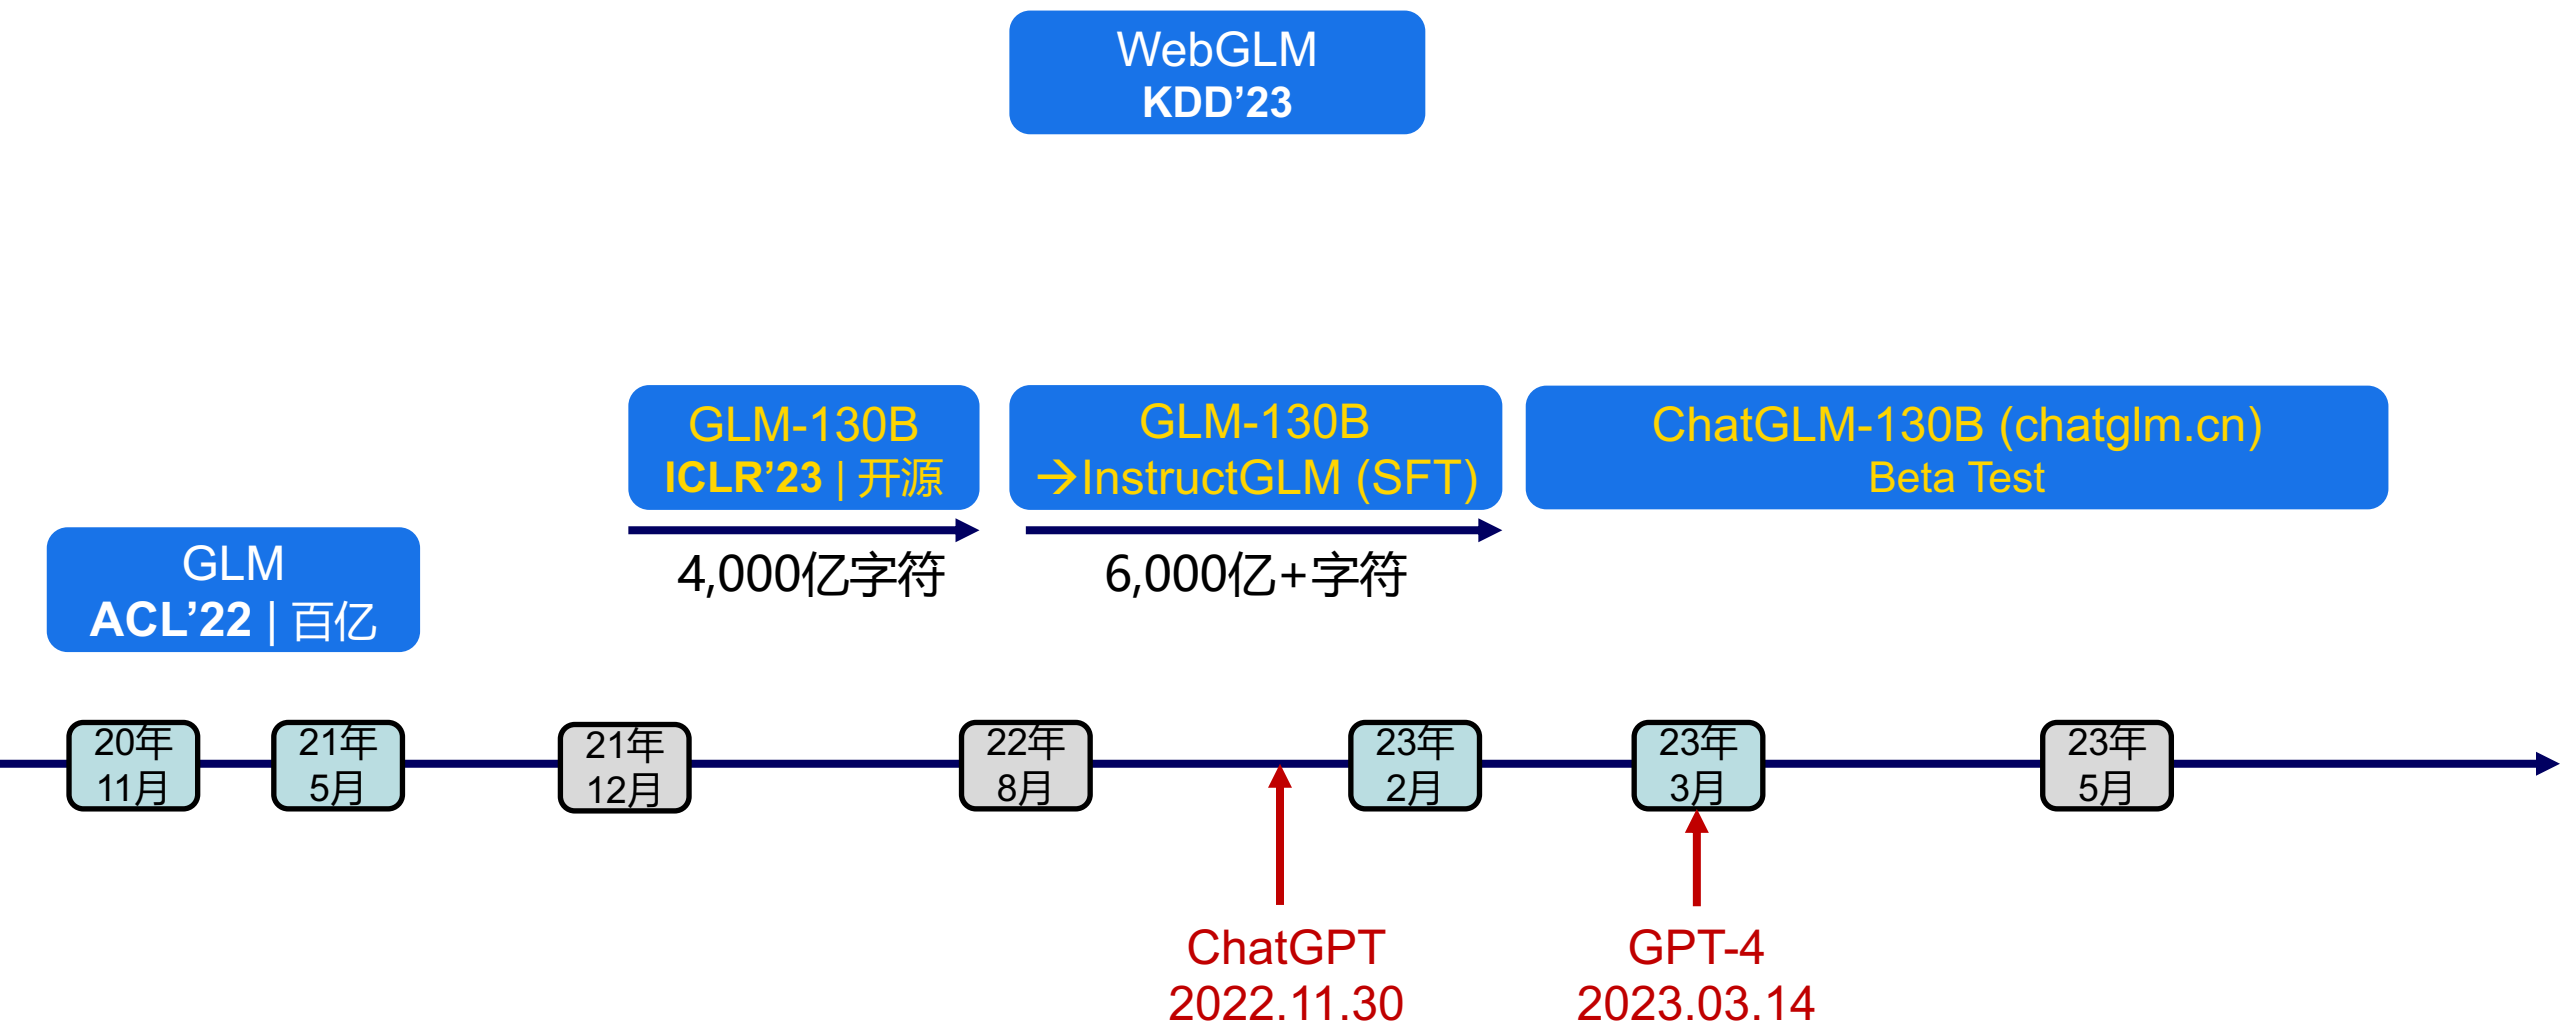 WebGLM
KDD’23
GLM-130B
ICLR’23 | 开源
GLM-130B
→InstructGLM (SFT)
ChatGLM-130B (chatglm.cn)
Beta Test
4,000亿字符
6,000亿+字符
GLM
ACL’22 | 百亿
20年
11月
21年
5月
21年
12月
22年
8月
23年
2月
23年
3月
23年
5月
ChatGPT
2022.11.30
GPT-4
2023.03.14